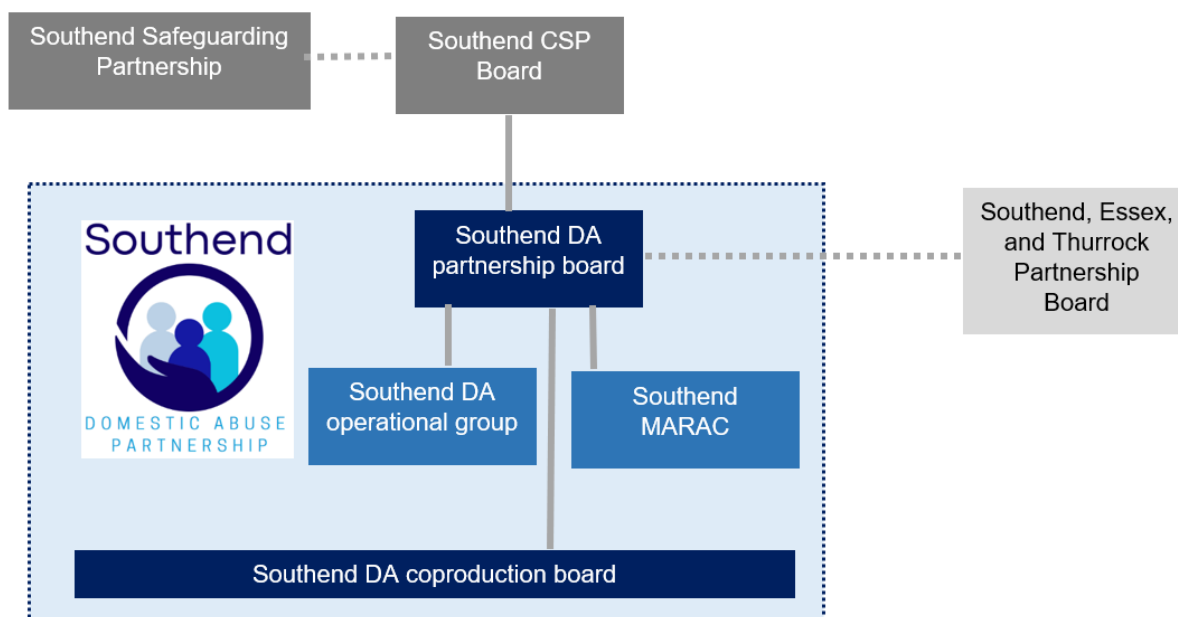 Southend Safeguarding
Partnership
Southend CSP
Board
Southend
DOMESTIC ABUSE
PARTNERSHIP
Southend DA
partnership board
Southend, Essex,
and Thurrock
Partnership
Board
Southend DA
operational group
Southend
MARAC
Southend DA coproduction board